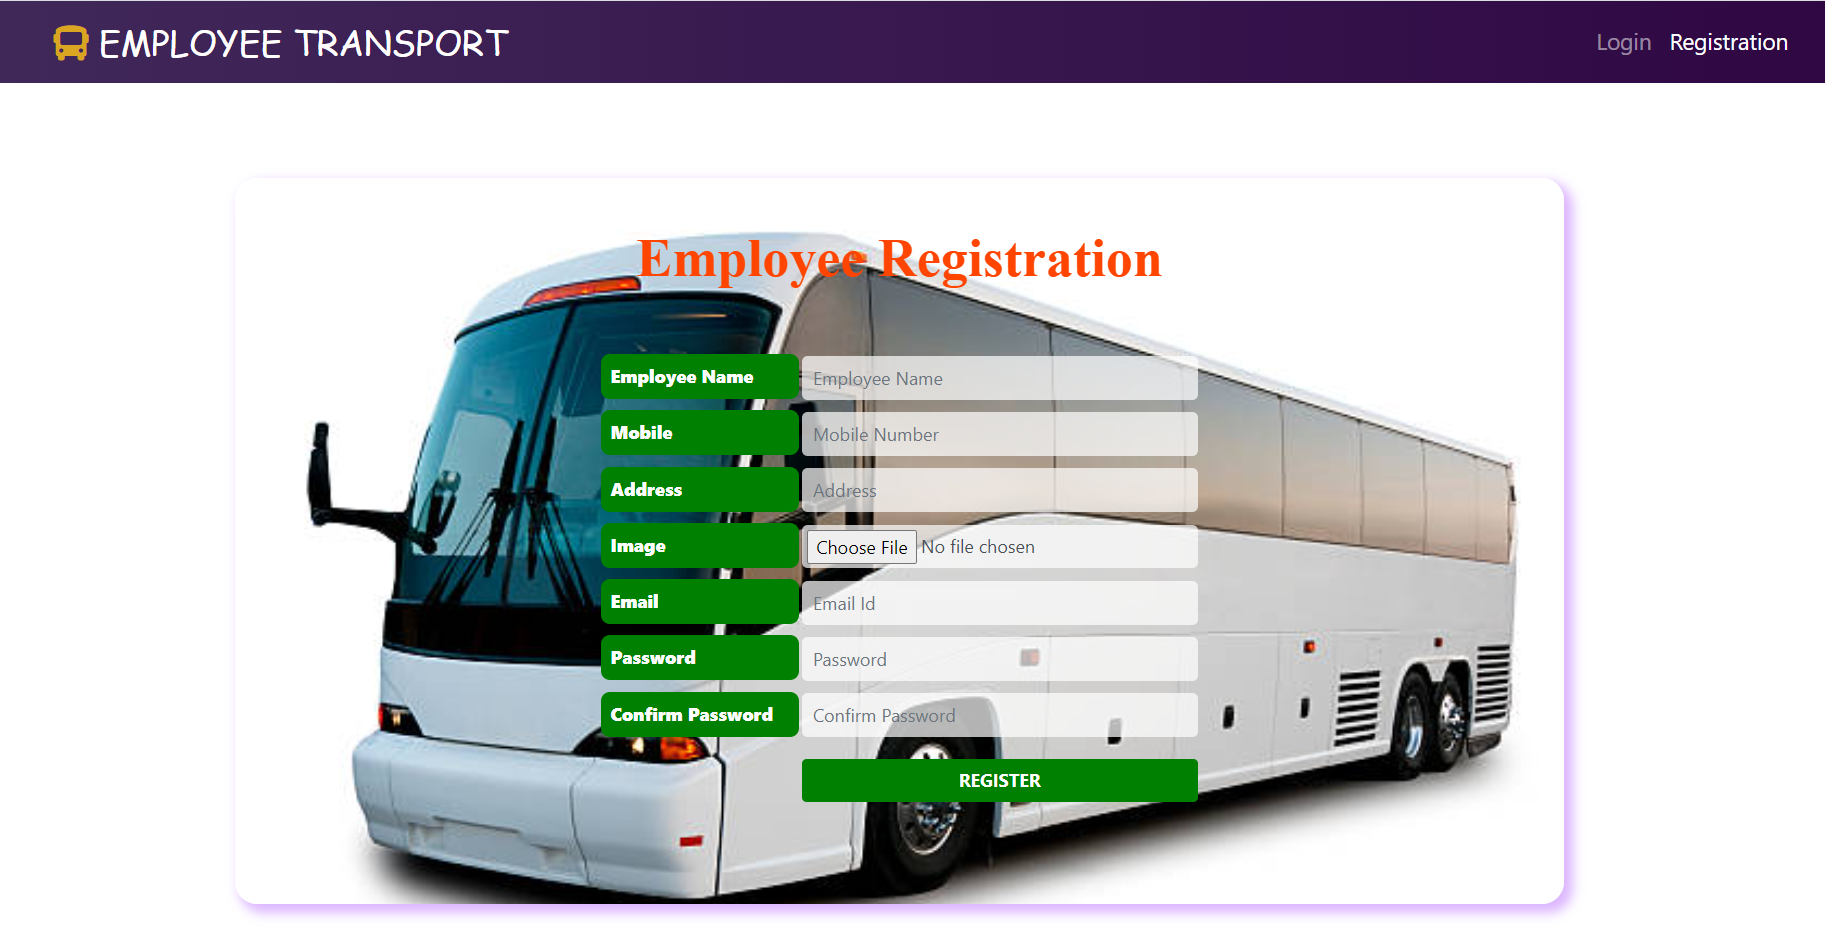 EMPLOYEE TRANSPORT
Login Registration
Employee Registration
Employee Name Employee Name
Mobile Mobile Number
Address Address
Image Choose File No file chosen
Email Email Id
Password Password
Confirm Password Confirm Password
REGISTER